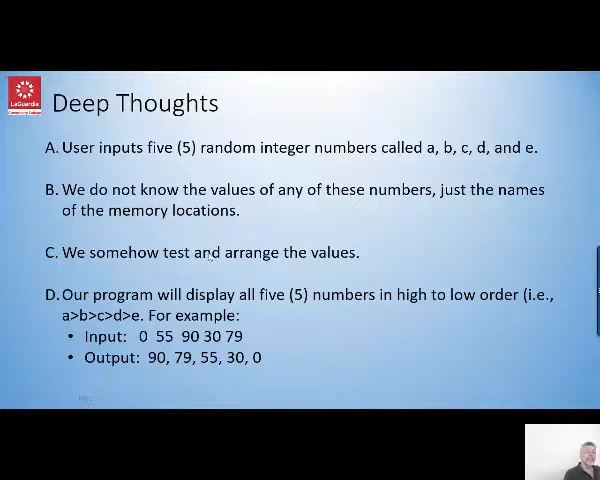 LaGuardia
Community College
Deep Thoughts
A. User inputs five (5) random integer numbers called a, b, c, d, and e.
B. We do not know the values of any of these numbers, just the names
of the memory locations.
C. We somehow test and arrange the values.
D. Our program will display all five (5) numbers in high to low order (i.e.,
a>b>c>d>e. For example:
• Input: 0 55 90 30 79
• Output: 90, 79, 55, 30, 0